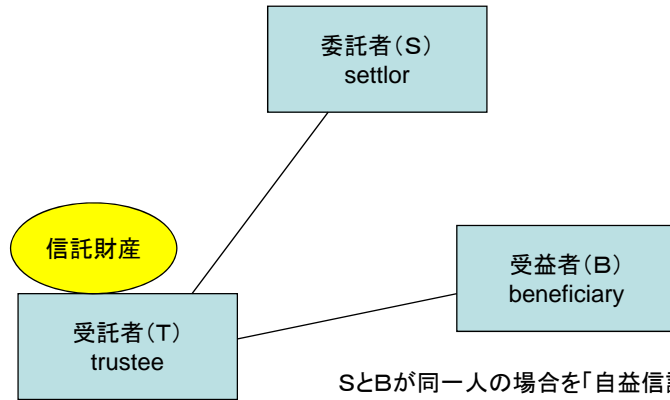 委託者（Ｓ）
settlor
信託財産
受益者（Ｂ）
beneficiary
受託者（Ｔ）
trustee
ＳとＢが同一人の場合を「自益信